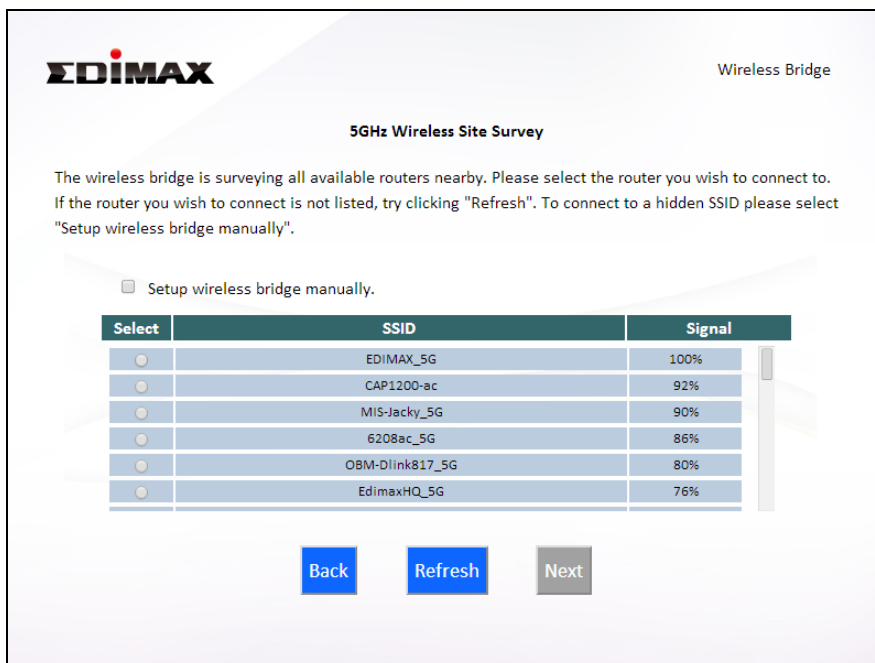 EDIMAX
Wireless Bridge
5GHz Wireless Site Survey
The wireless bridge is surveying all available routers nearby. Please select the router you wish to connect to.
If the router you wish to connect is not listed, try clicking "Refresh". To connect to a hidden SSID please select
"Setup wireless bridge manually".
Setup wireless bridge manually.
Select SSID Signal
EDIMAX_5G 100%
CAP1200-ac 92%
MIS-Jacky_5G 90%
6208ac_5G 86%
OBM-Dlink817_5G 80%
EdimaxHQ_5G 76%
Back Refresh Next